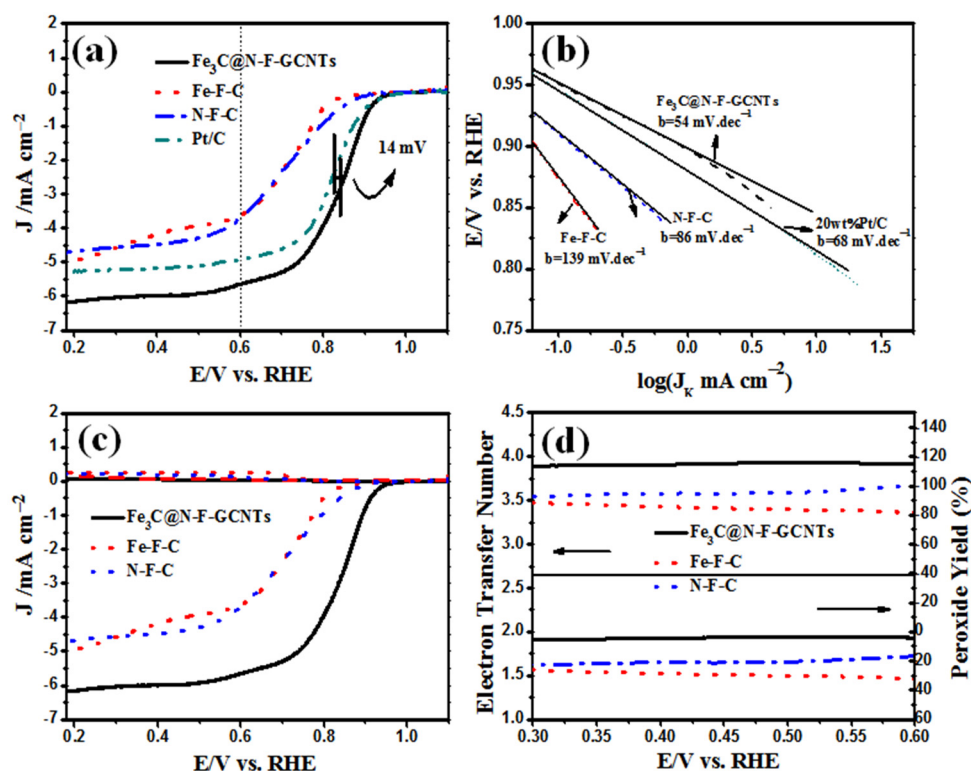 (a)
Fe3C@N-F-GCNTs
Fe-F-C
N-F-C
Pt/C
14 mV
J /mA cm−2
2
1
0
-1
-2
-3
-4
-5
-6
-7
0.2 0.4 0.6 0.8 1.0
E/V vs. RHE
(b)
Fe3C@N-F-GCNTs
b=54 mV.dec−1
N-F-C
b=86 mV.dec−1
20wt%Pt/C
b=68 mV.dec−1
Fe-F-C
b=139 mV.dec−1
E/V vs. RHE
1.00
0.95
0.90
0.85
0.80
0.75
-1.2 -0.6 0.0 0.6 1.2 1.8
log(JK mA cm−2)
(c)
Fe3C@N-F-GCNTs
Fe-F-C
N-F-C
J /mA cm−2
2
1
0
-1
-2
-3
-4
-5
-6
-7
0.2 0.4 0.6 0.8 1.0
E/V vs. RHE
(d)
Fe3C@N-F-GCNTs
Fe-F-C
N-F-C
Electron Transfer Number
4.5
4.0
3.5
3.0
2.5
2.0
1.5
1.0
0.30 0.35 0.40 0.45 0.50 0.55 0.60
E/V vs. RHE
140
120
100
80
60
40
20
0
20
40
60
Peroxide Yield (%)